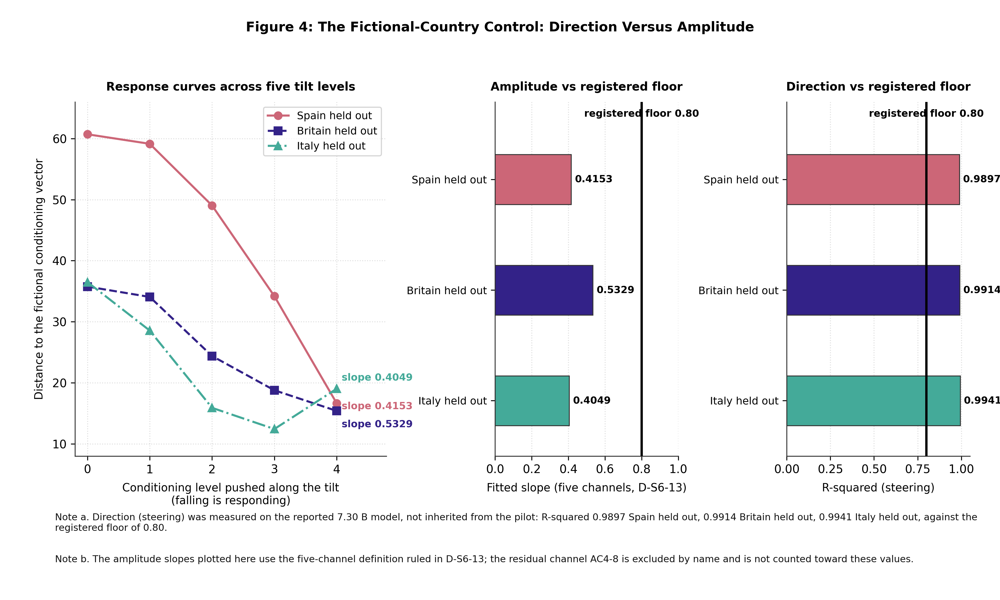 Figure 4: The Fictional-Country Control: Direction Versus Amplitude
Response curves across five tilt levels
Distance to the fictional conditioning vector
60
50
40
30
20
10
0
1
2
3
4
Conditioning level pushed along the tilt
(falling is responding)
Spain held out
Britain held out
Italy held out
slope 0.4049
slope 0.4153
slope 0.5329
Amplitude vs registered floor
registered floor 0.80
Spain held out
0.4153
Britain held out
0.5329
Italy held out
0.4049
0.0
0.2
0.4
0.6
0.8
1.0
Fitted slope (five channels, D-S6-13)
Direction vs registered floor
registered floor 0.80
Spain held out
0.9897
Britain held out
0.9914
Italy held out
0.9941
0.00
0.25
0.50
0.75
1.00
R-squared (steering)
Note a. Direction (steering) was measured on the reported 7.30 B model, not inherited from the pilot: R-squared 0.9897 Spain held out, 0.9914 Britain held out, 0.9941 Italy held out, against the
registered floor of 0.80.
Note b. The amplitude slopes plotted here use the five-channel definition ruled in D-S6-13; the residual channel AC4-8 is excluded by name and is not counted toward these values.